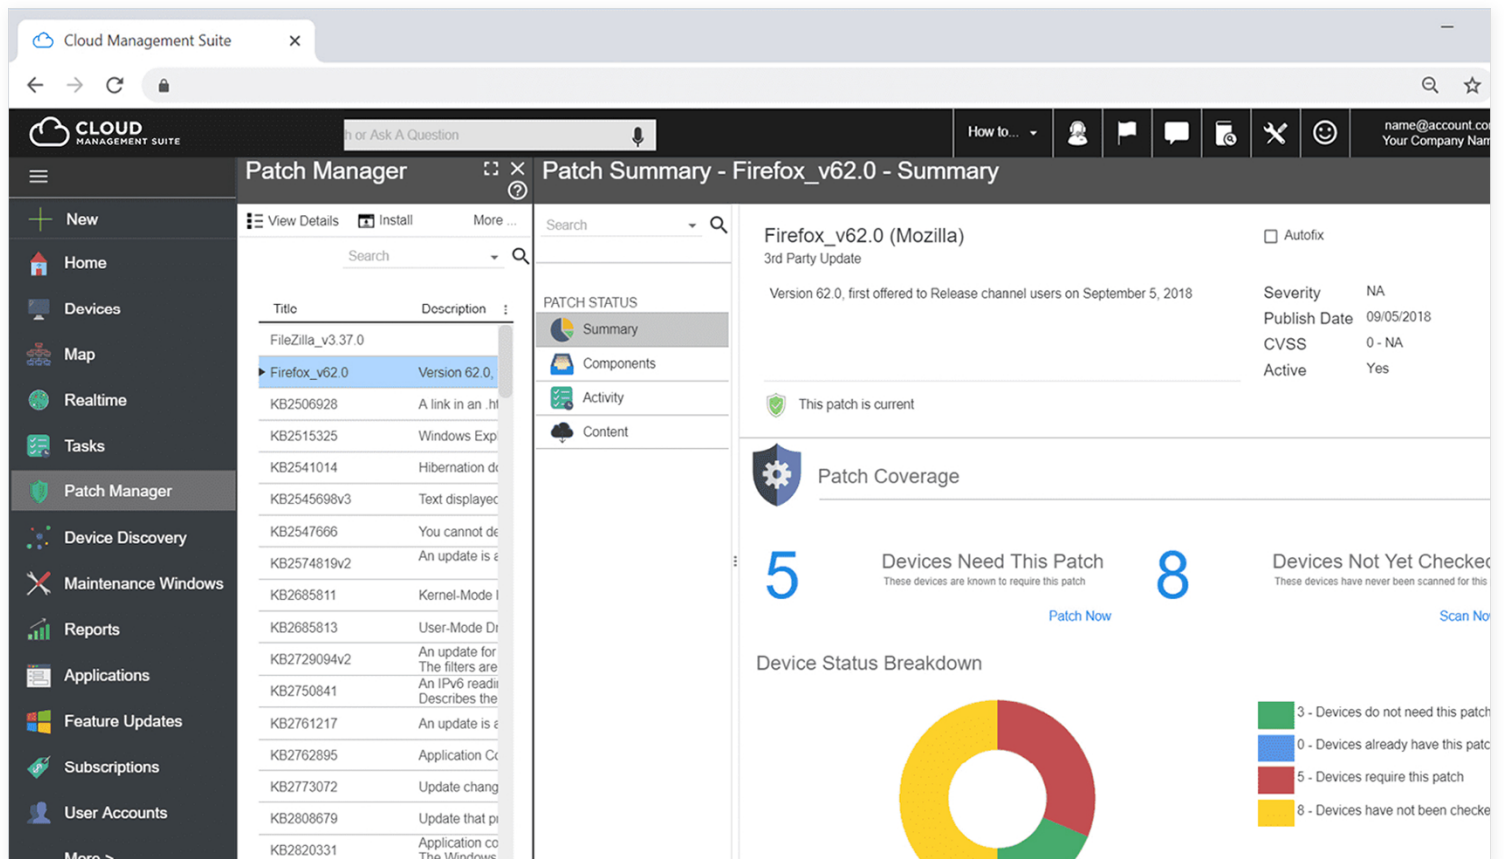 Cloud Management Suite
CLOUD
MANAGEMENT SUITE
h or Ask A Question
How to...
name@account.co
Your Company Nam
New
Home
Devices
Map
Realtime
Tasks
Patch Manager
Device Discovery
Maintenance Windows
Reports
Applications
Feature Updates
Subscriptions
User Accounts
More >
Patch Manager
View Details Install More ...
Search
Title Description
FileZilla_v3.37.0
Firefox_v62.0 Version 62.0,
KB2506928 A link in an .ht
KB2515325 Windows Exp
KB2541014 Hibernation do
KB2545698v3 Text displayed
KB2547666 You cannot de
KB2574819v2 An update is a
KB2685811 Kernel-Mode
KB2685813 User-Mode Dr
KB2729094v2 An update for
The filters are
KB2750841 An IPv6 readi
Describes the
KB2761217 An update is a
KB2762895 Application Co
KB2773072 Update chang
KB2808679 Update that pr
KB2820331 Application co
The Windows
Patch Summary - Firefox_v62.0 - Summary
Search
PATCH STATUS
Summary
Components
Activity
Content
Firefox_v62.0 (Mozilla)
3rd Party Update
Version 62.0, first offered to Release channel users on September 5, 2018
Autofix
Severity NA
Publish Date 09/05/2018
CVSS 0 - NA
Active Yes
This patch is current
Patch Coverage
5 Devices Need This Patch
These devices are known to require this patch
Patch Now
8 Devices Not Yet Checked
These devices have never been scanned for this
Scan No
Device Status Breakdown
3 - Devices do not need this patch
0 - Devices already have this patc
5 - Devices require this patch
8 - Devices have not been checke